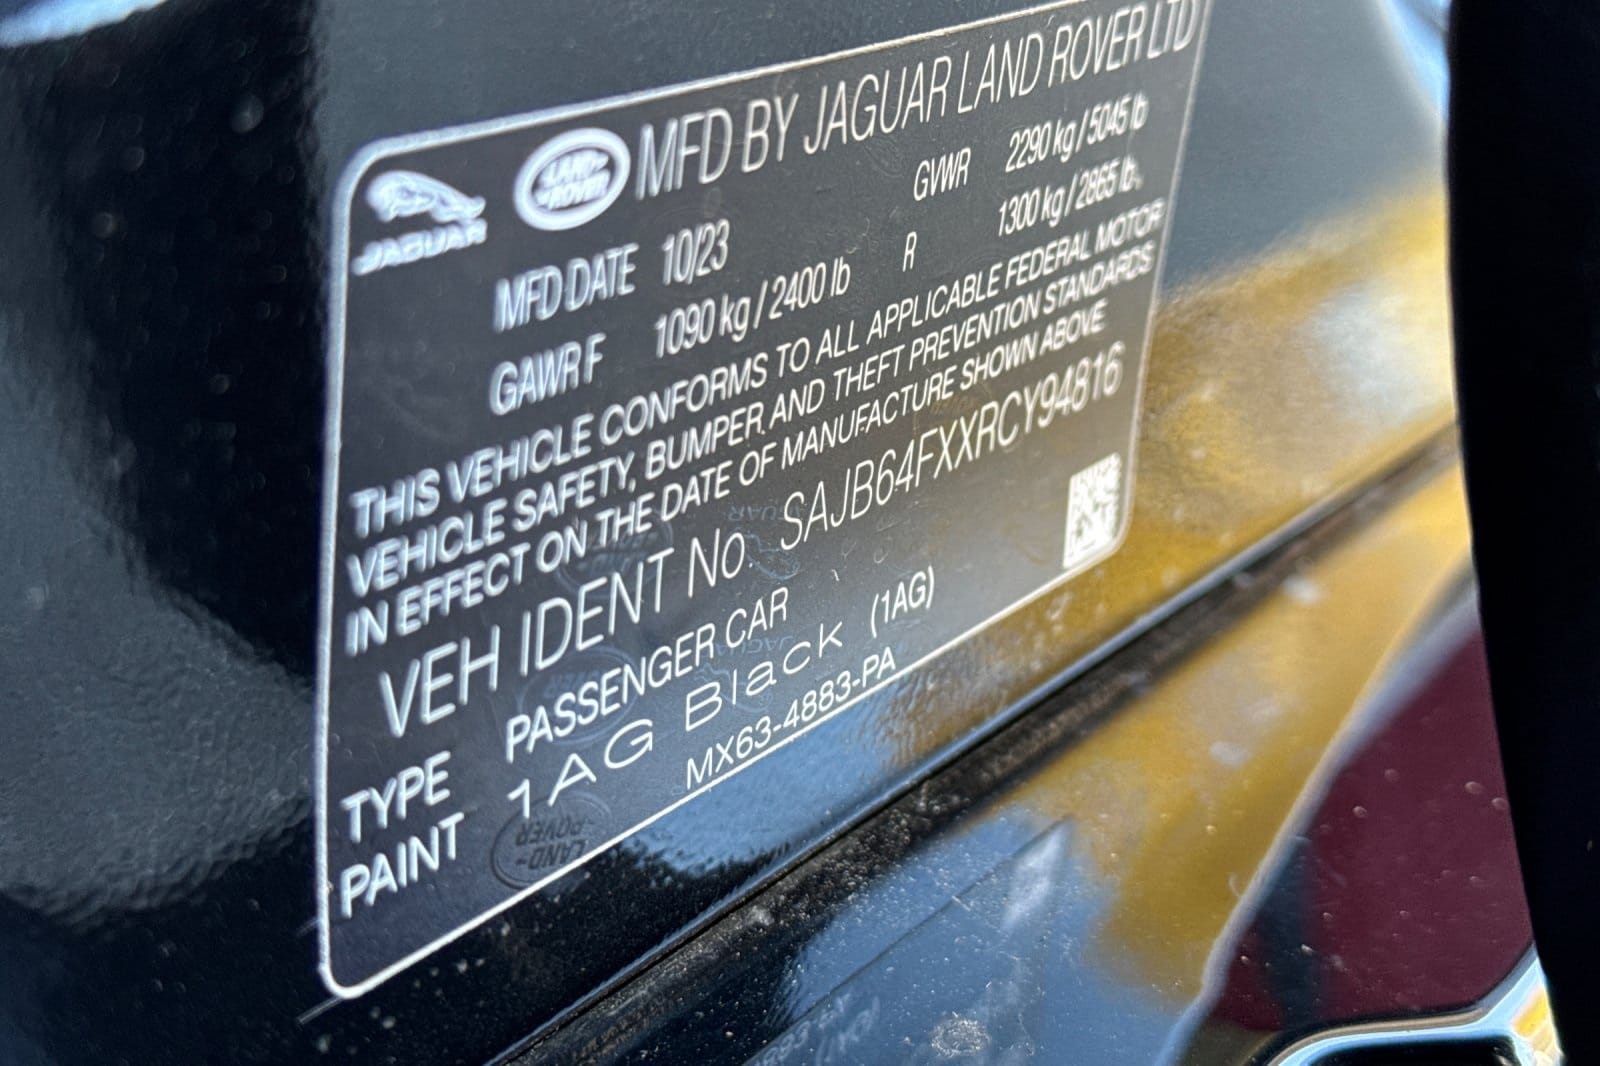 JAGUAR LAND ROVER MFD BY JAGUAR LAND ROVER LTD
MFD DATE 10/23 GVWR 2290 kg / 5045 lb
GAWR F 1090 kg / 2400 lb R 1300 kg / 2865 lb.
THIS VEHICLE CONFORMS TO ALL APPLICABLE FEDERAL MOTOR
VEHICLE SAFETY, BUMPER AND THEFT PREVENTION STANDARDS
IN EFFECT ON THE DATE OF MANUFACTURE SHOWN ABOVE.
VEH IDENT No. SAJB64FXXRCY94816
TYPE PASSENGER CAR
PAINT 1AG Black (1AG)
MX63-4883-PA
LAND ROVER